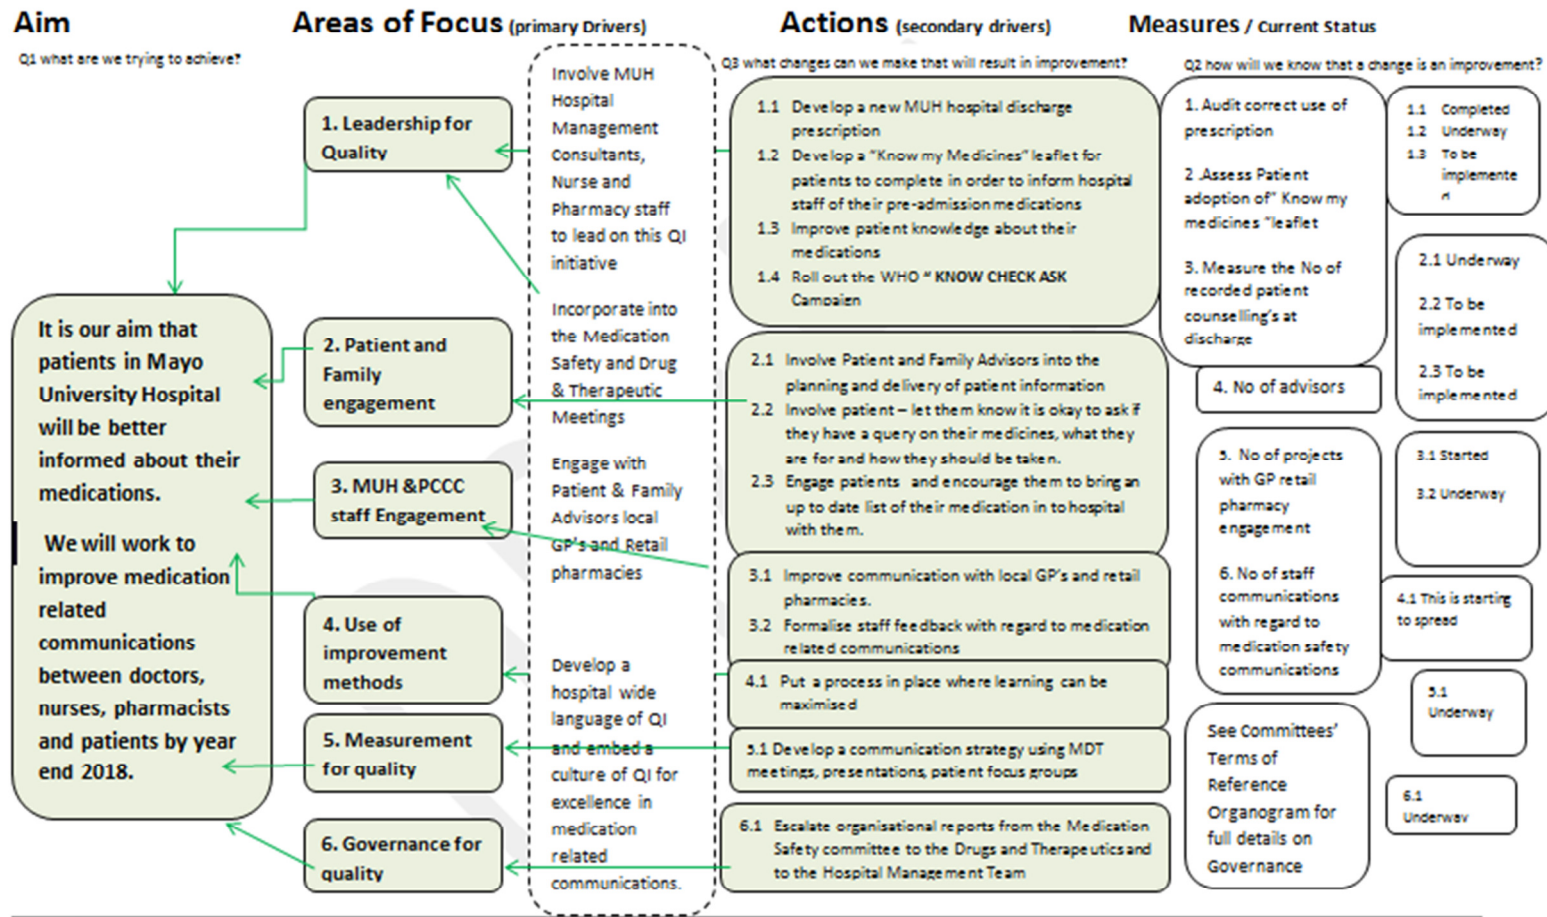 Aim
Q1 what are we trying to achieve?
It is our aim that
patients in Mayo
University Hospital
will be better
informed about their
medications.
We will work to
improve medication
related
communications
between doctors,
nurses, pharmacists
and patients by year
end 2018.
Areas of Focus (primary Drivers)
1. Leadership for
Quality
2. Patient and
Family
engagement
3. MUH &PCCC
staff Engagement
4. Use of
improvement
methods
5. Measurement
for quality
6. Governance for
quality
Involve MUH
Hospital
Management
Consultants,
Nurse and
Pharmacy staff
to lead on this QI
initiative
Incorporate into
the Medication
Safety and Drug
& Therapeutic
Meetings
Engage with
Patient & Family
Advisors local
GP's and Retail
pharmacies
Develop a
hospital wide
language of QI
and embed a
culture of QI for
excellence in
medication
related
communications.
Actions (secondary drivers)
Q3 what changes can we make that will result in improvement?
1.1 Develop a new MUH hospital discharge
prescription
1.2 Develop a "Know my Medicines" leaflet for
patients to complete in order to inform hospital
staff of their pre-admission medications
1.3 Improve patient knowledge about their
medications
1.4 Roll out the WHO " KNOW CHECK ASK
Campaign
2.1 Involve Patient and Family Advisors into the
planning and delivery of patient information
2.2 Involve patient – let them know it is okay to ask if
they have a query on their medicines, what they
are for and how they should be taken.
2.3 Engage patients and encourage them to bring an
up to date list of their medication in to hospital
with them.
3.1 Improve communication with local GP's and retail
pharmacies.
3.2 Formalise staff feedback with regard to medication
related communications
4.1 Put a process in place where learning can be
maximised
5.1 Develop a communication strategy using MDT
meetings, presentations, patient focus groups
6.1 Escalate organisational reports from the Medication
Safety committee to the Drugs and Therapeutics and
to the Hospital Management Team
Measures / Current Status
Q2 how will we know that a change is an improvement?
1. Audit correct use of
prescription
2 .Assess Patient
adoption of" Know my
medicines "leaflet
3. Measure the No of
recorded patient
counselling's at
discharge
4. No of advisors
5. No of projects
with GP retail
pharmacy
engagement
6. No of staff
communications
with regard to
medication safety
communications
See Committees'
Terms of
Reference
Organogram for
full details on
Governance
1.1 Completed
1.2 Underway
1.3 To be
implemente
d
2.1 Underway
2.2 To be
implemented
2.3 To be
implemented
3.1 Started
3.2 Underway
4.1 This is starting
to spread
5.1
Underway
6.1
Underway